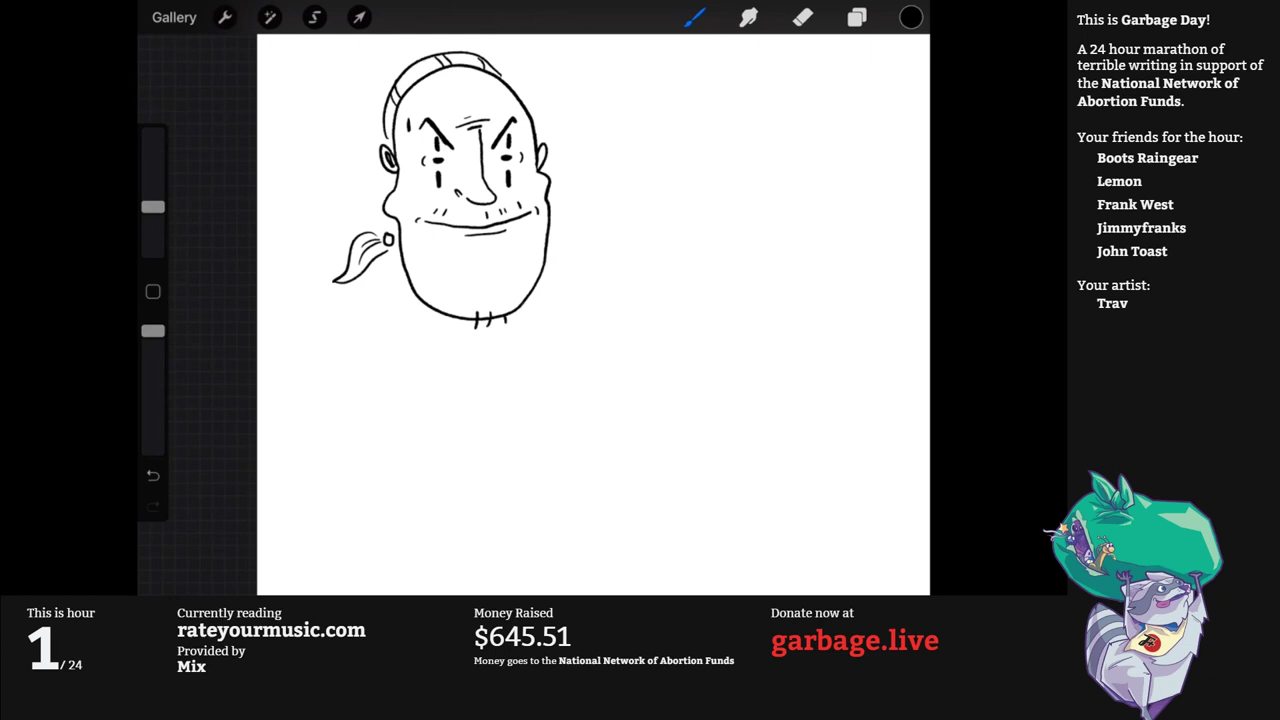 Gallery
This is Garbage Day!
A 24 hour marathon of
terrible writing in support of
the National Network of
Abortion Funds.
Your friends for the hour:
Boots Raingear
Lemon
Frank West
Jimmyfranks
John Toast
Your artist:
Trav
This is hour
1 / 24
Currently reading
rateyourmusic.com
Provided by
Mix
Money Raised
$645.51
Money goes to the National Network of Abortion Funds
Donate now at
garbage.live